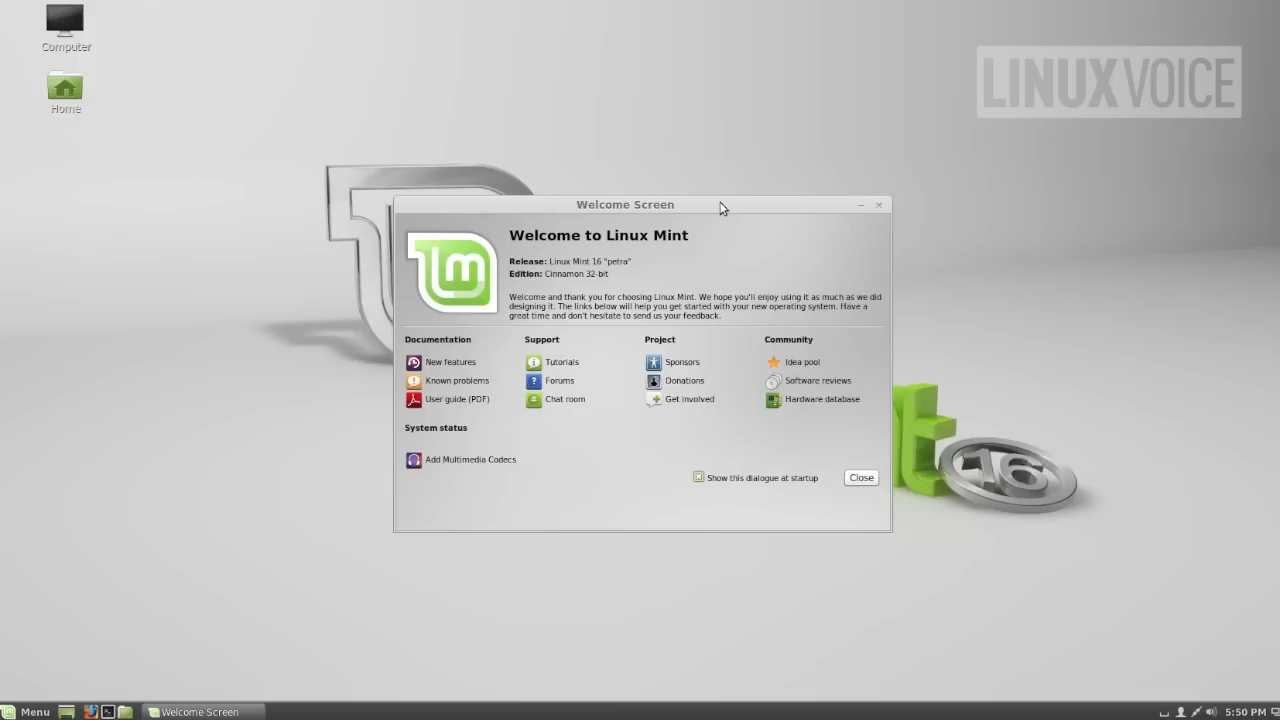 Computer
Home
LINUXVOICE
Welcome Screen
Welcome to Linux Mint
Release: Linux Mint 16 "petra"
Edition: Cinnamon 32-bit
Welcome and thank you for choosing Linux Mint. We hope you'll enjoy using it as much as we did
designing it. The links below will help you get started with your new operating system. Have a
great time and don't hesitate to send us your feedback.
Documentation
New features
Known problems
User guide (PDF)
Support
Tutorials
Forums
Chat room
Project
Sponsors
Donations
Get involved
Community
Idea pool
Software reviews
Hardware database
System status
Add Multimedia Codecs
Show this dialogue at startup
Close
t
16
Menu
Welcome Screen
5:50 PM